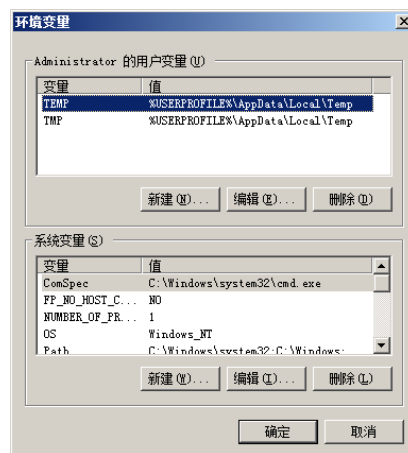 环境变量
Administrator 的用户变量(U)
变量 值
TEMP %USERPROFILE%\AppData\Local\Temp
TMP %USERPROFILE%\AppData\Local\Temp
新建(N)... 编辑(E)... 删除(D)
系统变量(S)
变量 值
ComSpec C:\Windows\system32\cmd.exe
FP_NO_HOST_C... NO
NUMBER_OF_PR... 1
OS Windows_NT
Path C:\Windows\system32;C:\Windows;
新建(W)... 编辑(I)... 删除(L)
确定 取消